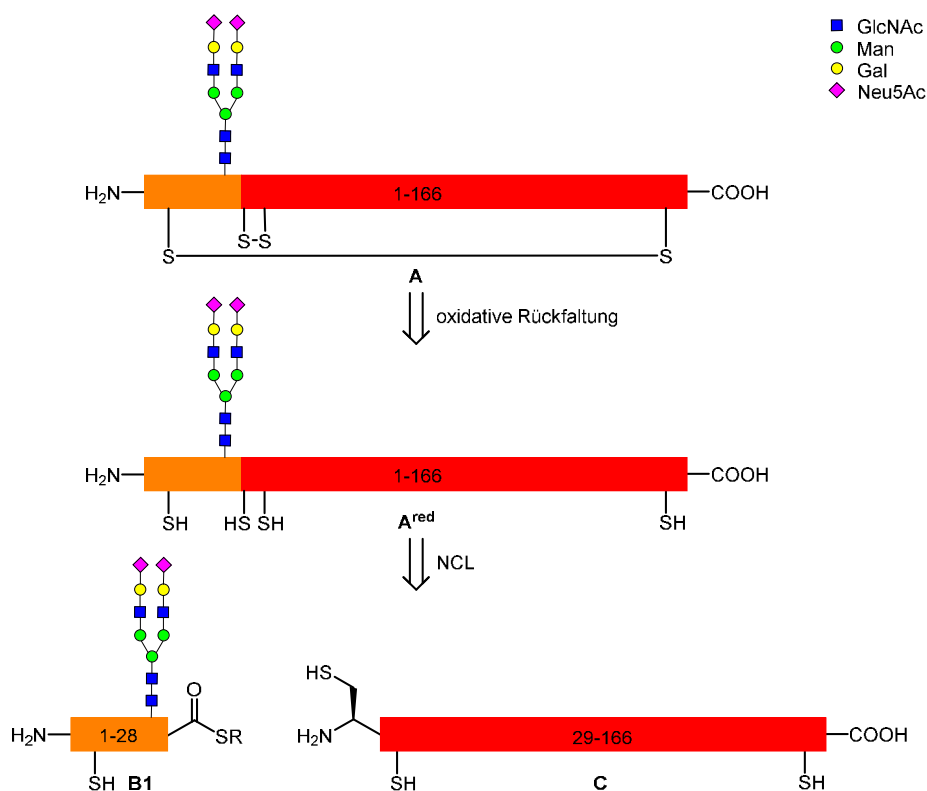 GlcNAc
Man
Gal
Neu5Ac
H₂N
1-166
COOH
S-S
S
S
A
oxidative Rückfaltung
H₂N
1-166
COOH
SH
HS
SH
SH
Aʳᵉᵈ
NCL
O
HS
H₂N
1-28
SR
H₂N
29-166
COOH
SH
B1
SH
C
SH